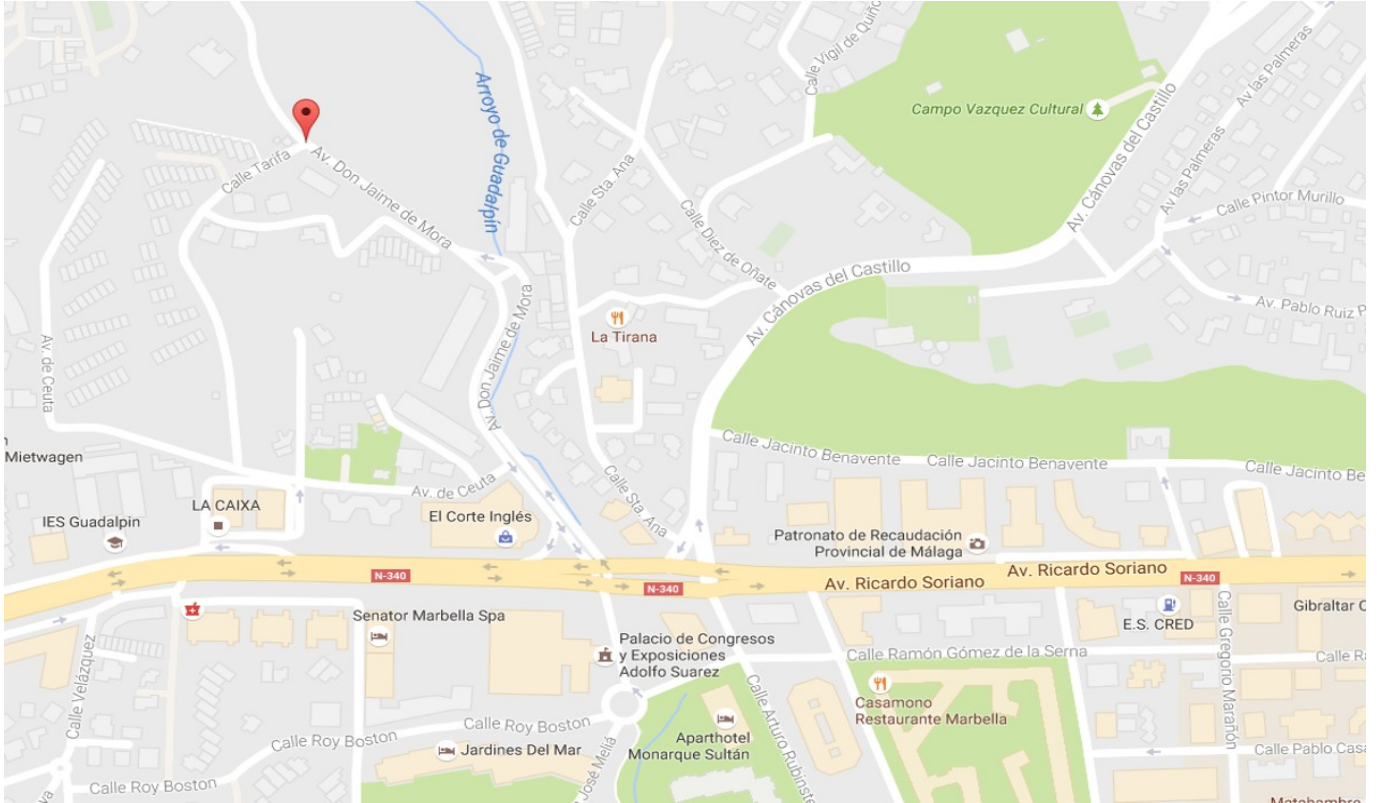 Calle Vigil de Quiño
Av las Palmeras
Arroyo de Guadalpín
Campo Vazquez Cultural
Av. Cánovas del Castillo
Calle Tarifa
Av. Don Jaime de Mora
Calle Sta. Ana
Av las Palmeras
Calle Pintor Murillo
Calle Diez de Oñate
Av. Cánovas del Castillo
Av. Pablo Ruiz P
La Tirana
Av. Don Jaime de Mora
Av. de Ceuta
n
Mietwagen
Calle Jacinto Benavente
Calle Jacinto Benavente
Calle Jacinto Be
Av. de Ceuta
LA CAIXA
El Corte Inglés
Calle Sta. Ana
IES Guadalpin
Patronato de Recaudación
Provincial de Málaga
N-340
N-340
Av. Ricardo Soriano
Av. Ricardo Soriano
N-340
Senator Marbella Spa
E.S. CRED
Gibraltar C
Palacio de Congresos
y Exposiciones
Adolfo Suarez
Calle Ramón Gómez de la Serna
Calle Ra
Calle Velázquez
Calle Gregorio Marañón
Casamono
Restaurante Marbella
Calle Arturo Rubinste
Calle Roy Boston
Calle Roy Boston
Jardines Del Mar
Aparthotel
Monarque Sultán
José Meliá
Calle Pablo Casa
Calle Roy Boston
va
Matahambre